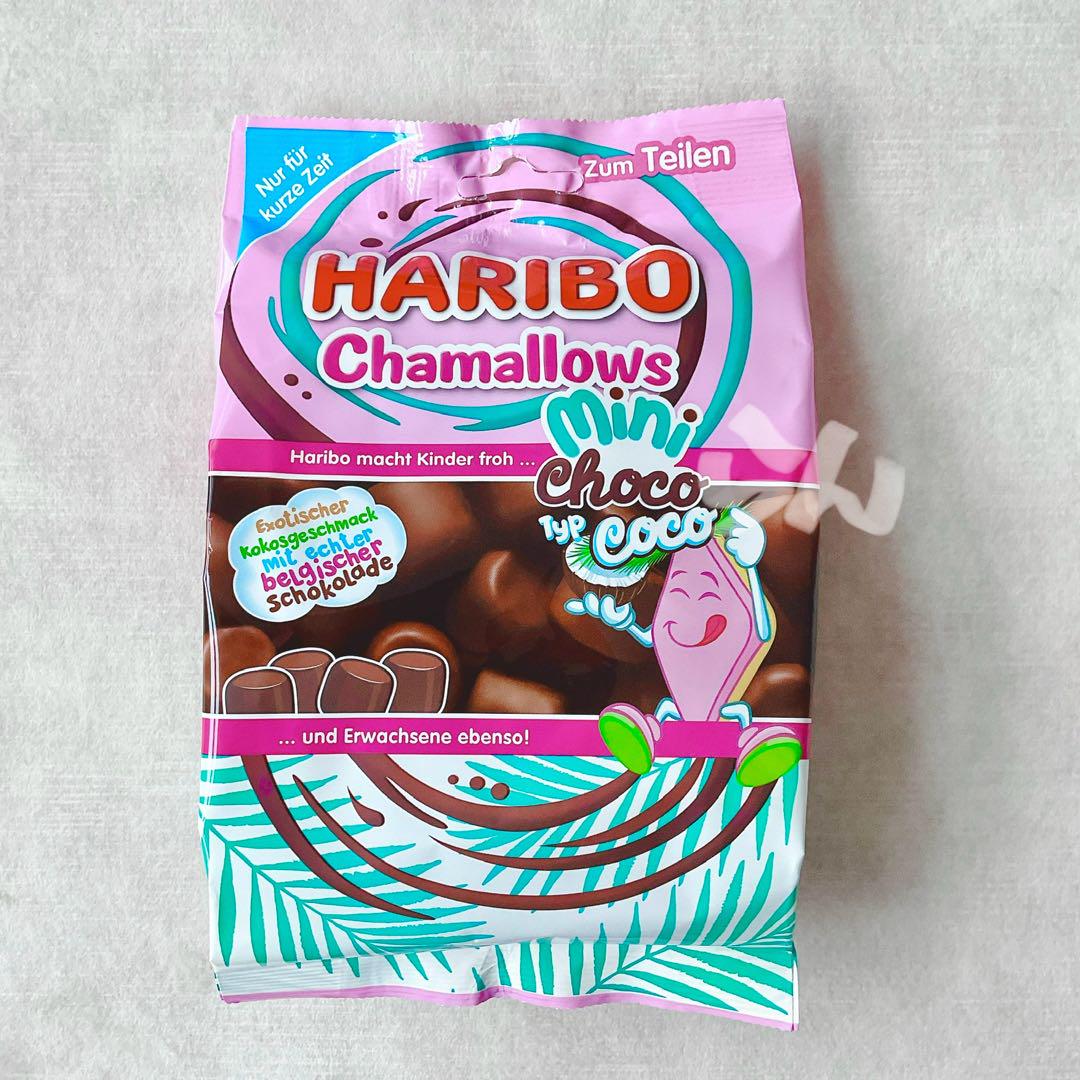 Nur für
kurze Zeit
Zum Teilen
HARIBO
Chamallows
mini
Choco
Typ Coco
Haribo macht Kinder froh ...
Exotischer
Kokosgeschmack
mit echter
belgischer
Schokolade
... und Erwachsene ebenso!